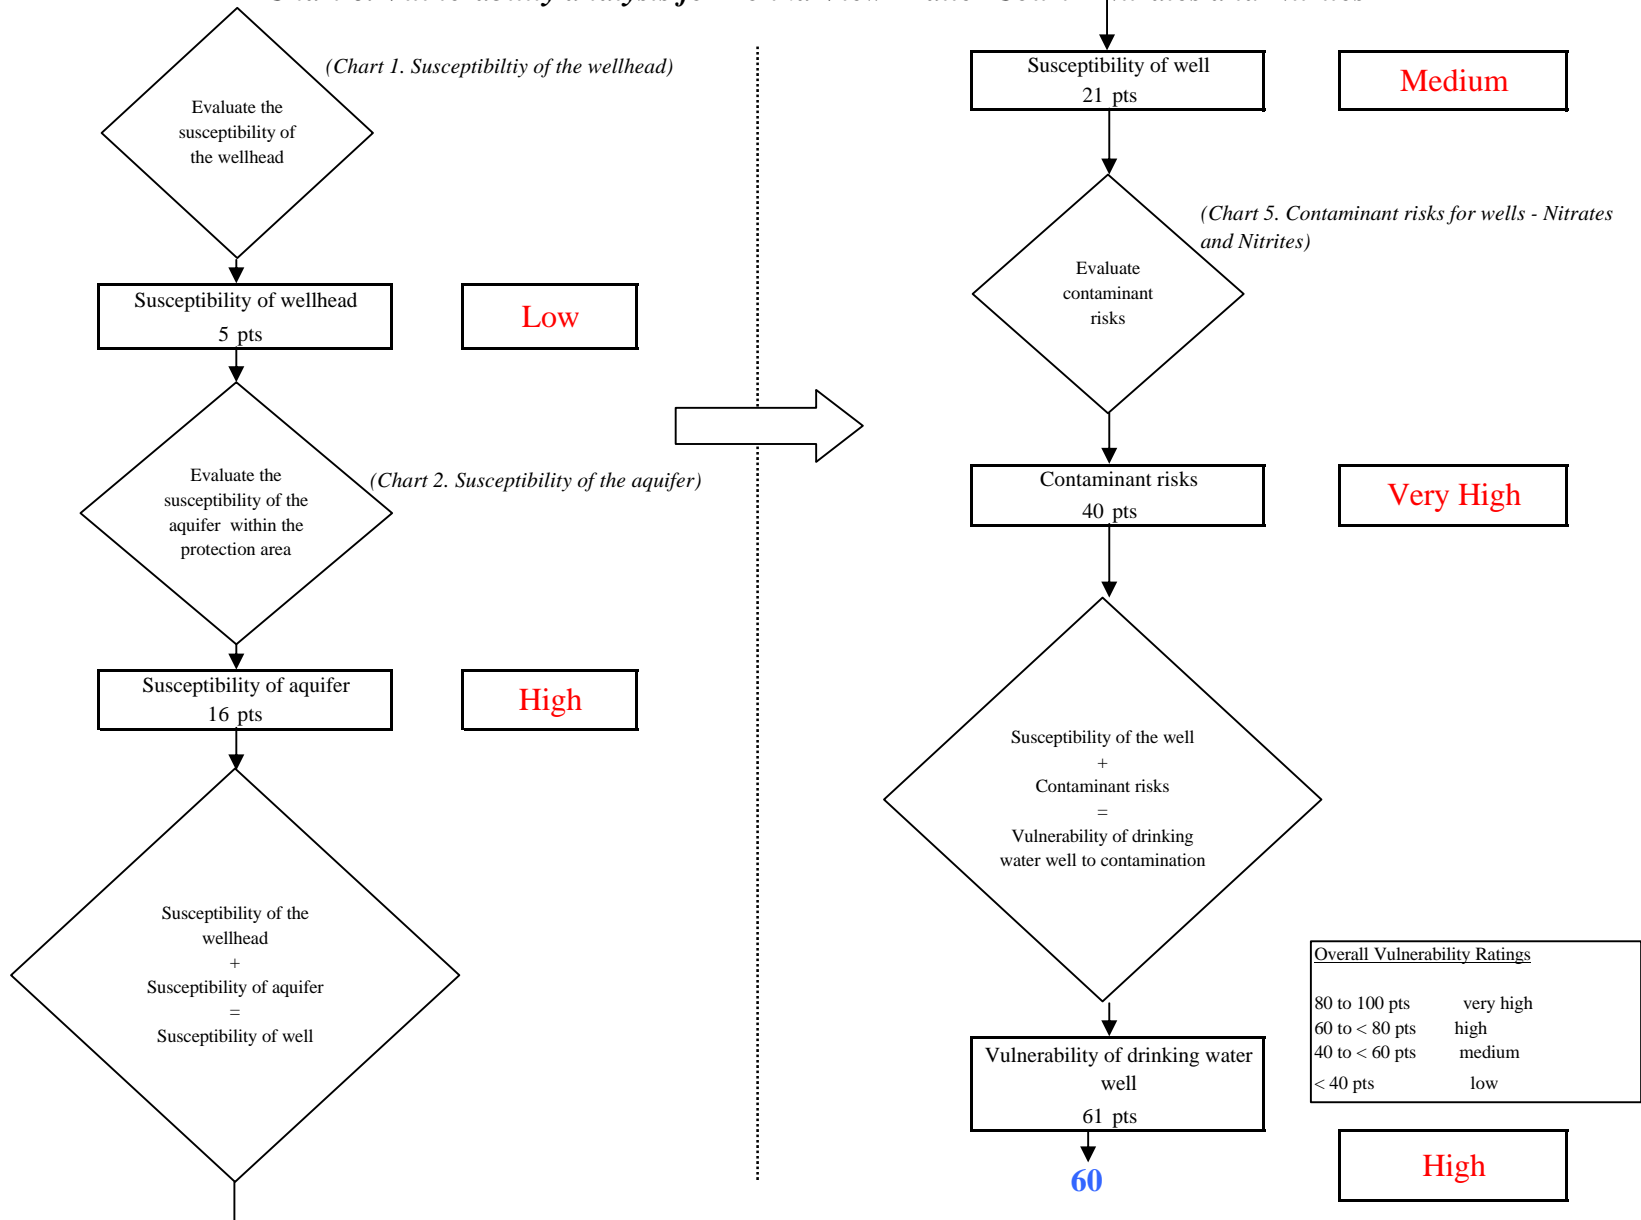 (Chart 1. Susceptibiltiy of the wellhead)
Evaluate the
susceptibility of
the wellhead
Susceptibility of wellhead
5 pts
Low
Evaluate the
susceptibility of the
aquifer within the
protection area
(Chart 2. Susceptibility of the aquifer)
Susceptibility of aquifer
16 pts
High
Susceptibility of the
wellhead
+
Susceptibility of aquifer
=
Susceptibility of well
Susceptibility of well
21 pts
Medium
(Chart 5. Contaminant risks for wells - Nitrates
and Nitrites)
Evaluate
contaminant
risks
Contaminant risks
40 pts
Very High
Susceptibility of the well
+
Contaminant risks
=
Vulnerability of drinking
water well to contamination
Overall Vulnerability Ratings
80 to 100 pts very high
60 to < 80 pts high
40 to < 60 pts medium
< 40 pts low
Vulnerability of drinking water
well
61 pts
60
High